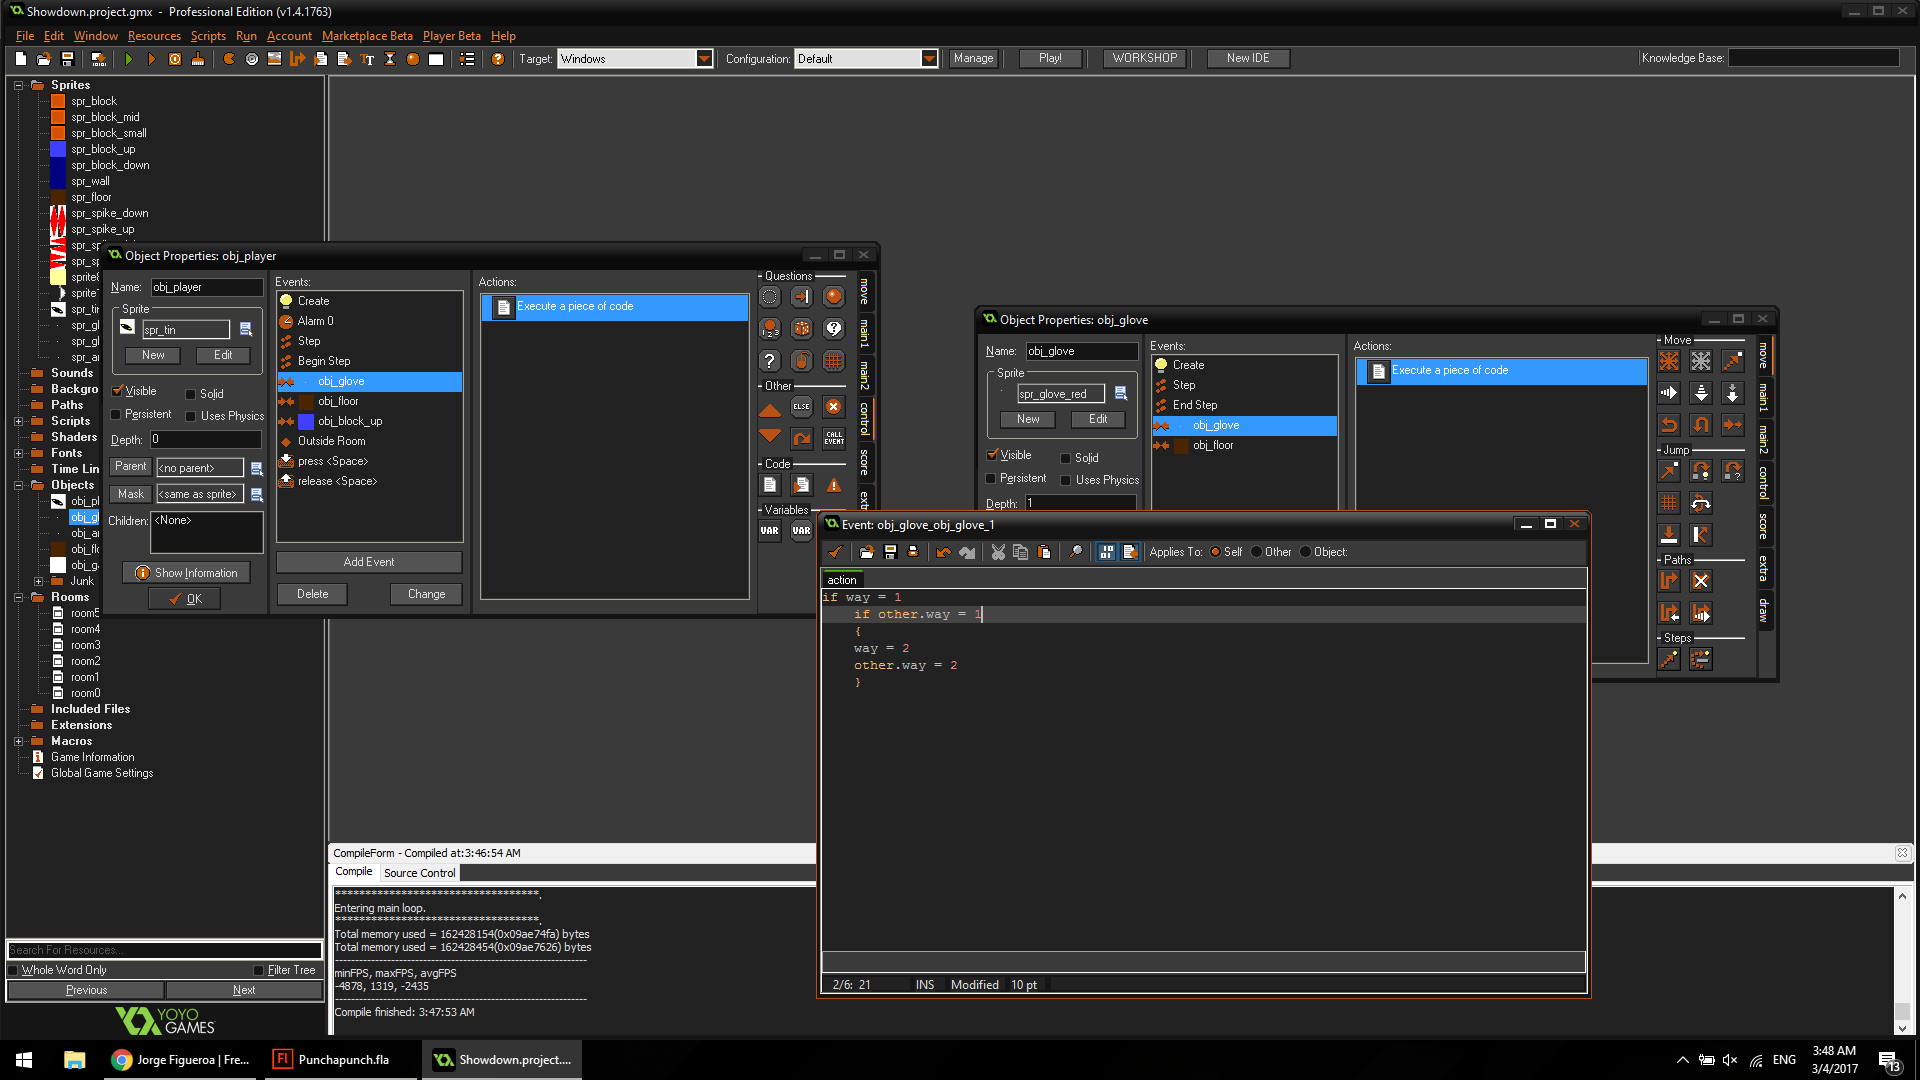 Showdown.project.gmx - Professional Edition (v1.4.1763)
File Edit Window Resources Scripts Run Account Marketplace Beta Player Beta Help
Target: Windows Configuration: Default Manage Play! WORKSHOP New IDE Knowledge Base:
Sprites
spr_block
spr_block_mid
spr_block_small
spr_block_up
spr_block_down
spr_wall
spr_floor
spr_spike_down
spr_spike_up
Sounds
Backgro
Paths
Scripts
Shaders
Fonts
Time Lin
Objects
Junk
Rooms
room5
room4
room3
room2
room1
room0
Included Files
Extensions
Macros
Game Information
Global Game Settings
Search For Resources...
Whole Word Only Filter Tree
Previous Next
YOYO
GAMES
Object Properties: obj_player
Name: obj_player
Sprite
spr_tin
New Edit
Visible Solid
Persistent Uses Physics
Depth: 0
Parent <no parent>
Mask <same as sprite>
Children: <None>
Show Information
OK
Events:
Create
Alarm 0
Step
Begin Step
obj_glove
obj_floor
obj_block_up
Outside Room
press <Space>
release <Space>
Add Event
Delete Change
Actions:
Execute a piece of code
Questions
Other
ELSE
CALL EVENT
Code
Variables
VAR VAR
move
main1
main2
control
score
extr
Object Properties: obj_glove
Name: obj_glove
Sprite
spr_glove_red
New Edit
Visible Solid
Persistent Uses Physics
Depth: 1
Events:
Create
Step
End Step
obj_glove
obj_floor
Actions:
Execute a piece of code
Move
Jump
Paths
Steps
move
main1
main2
control
score
extra
draw
Event: obj_glove_obj_glove_1
Applies To: Self Other Object:
action
if way = 1
if other.way = 1
{
way = 2
other.way = 2
}
2/6: 21 INS Modified 10 pt
CompileForm - Compiled at:3:46:54 AM
Compile Source Control
Entering main loop.
Total memory used = 162428154(0x09ae74fa) bytes
Total memory used = 162428454(0x09ae7626) bytes
minFPS, maxFPS, avgFPS
-4878, 1319, -2435
Compile finished: 3:47:53 AM
Jorge Figueroa | Fre...
Punchapunch.fla
Showdown.project....
ENG
3:48 AM
3/4/2017
13